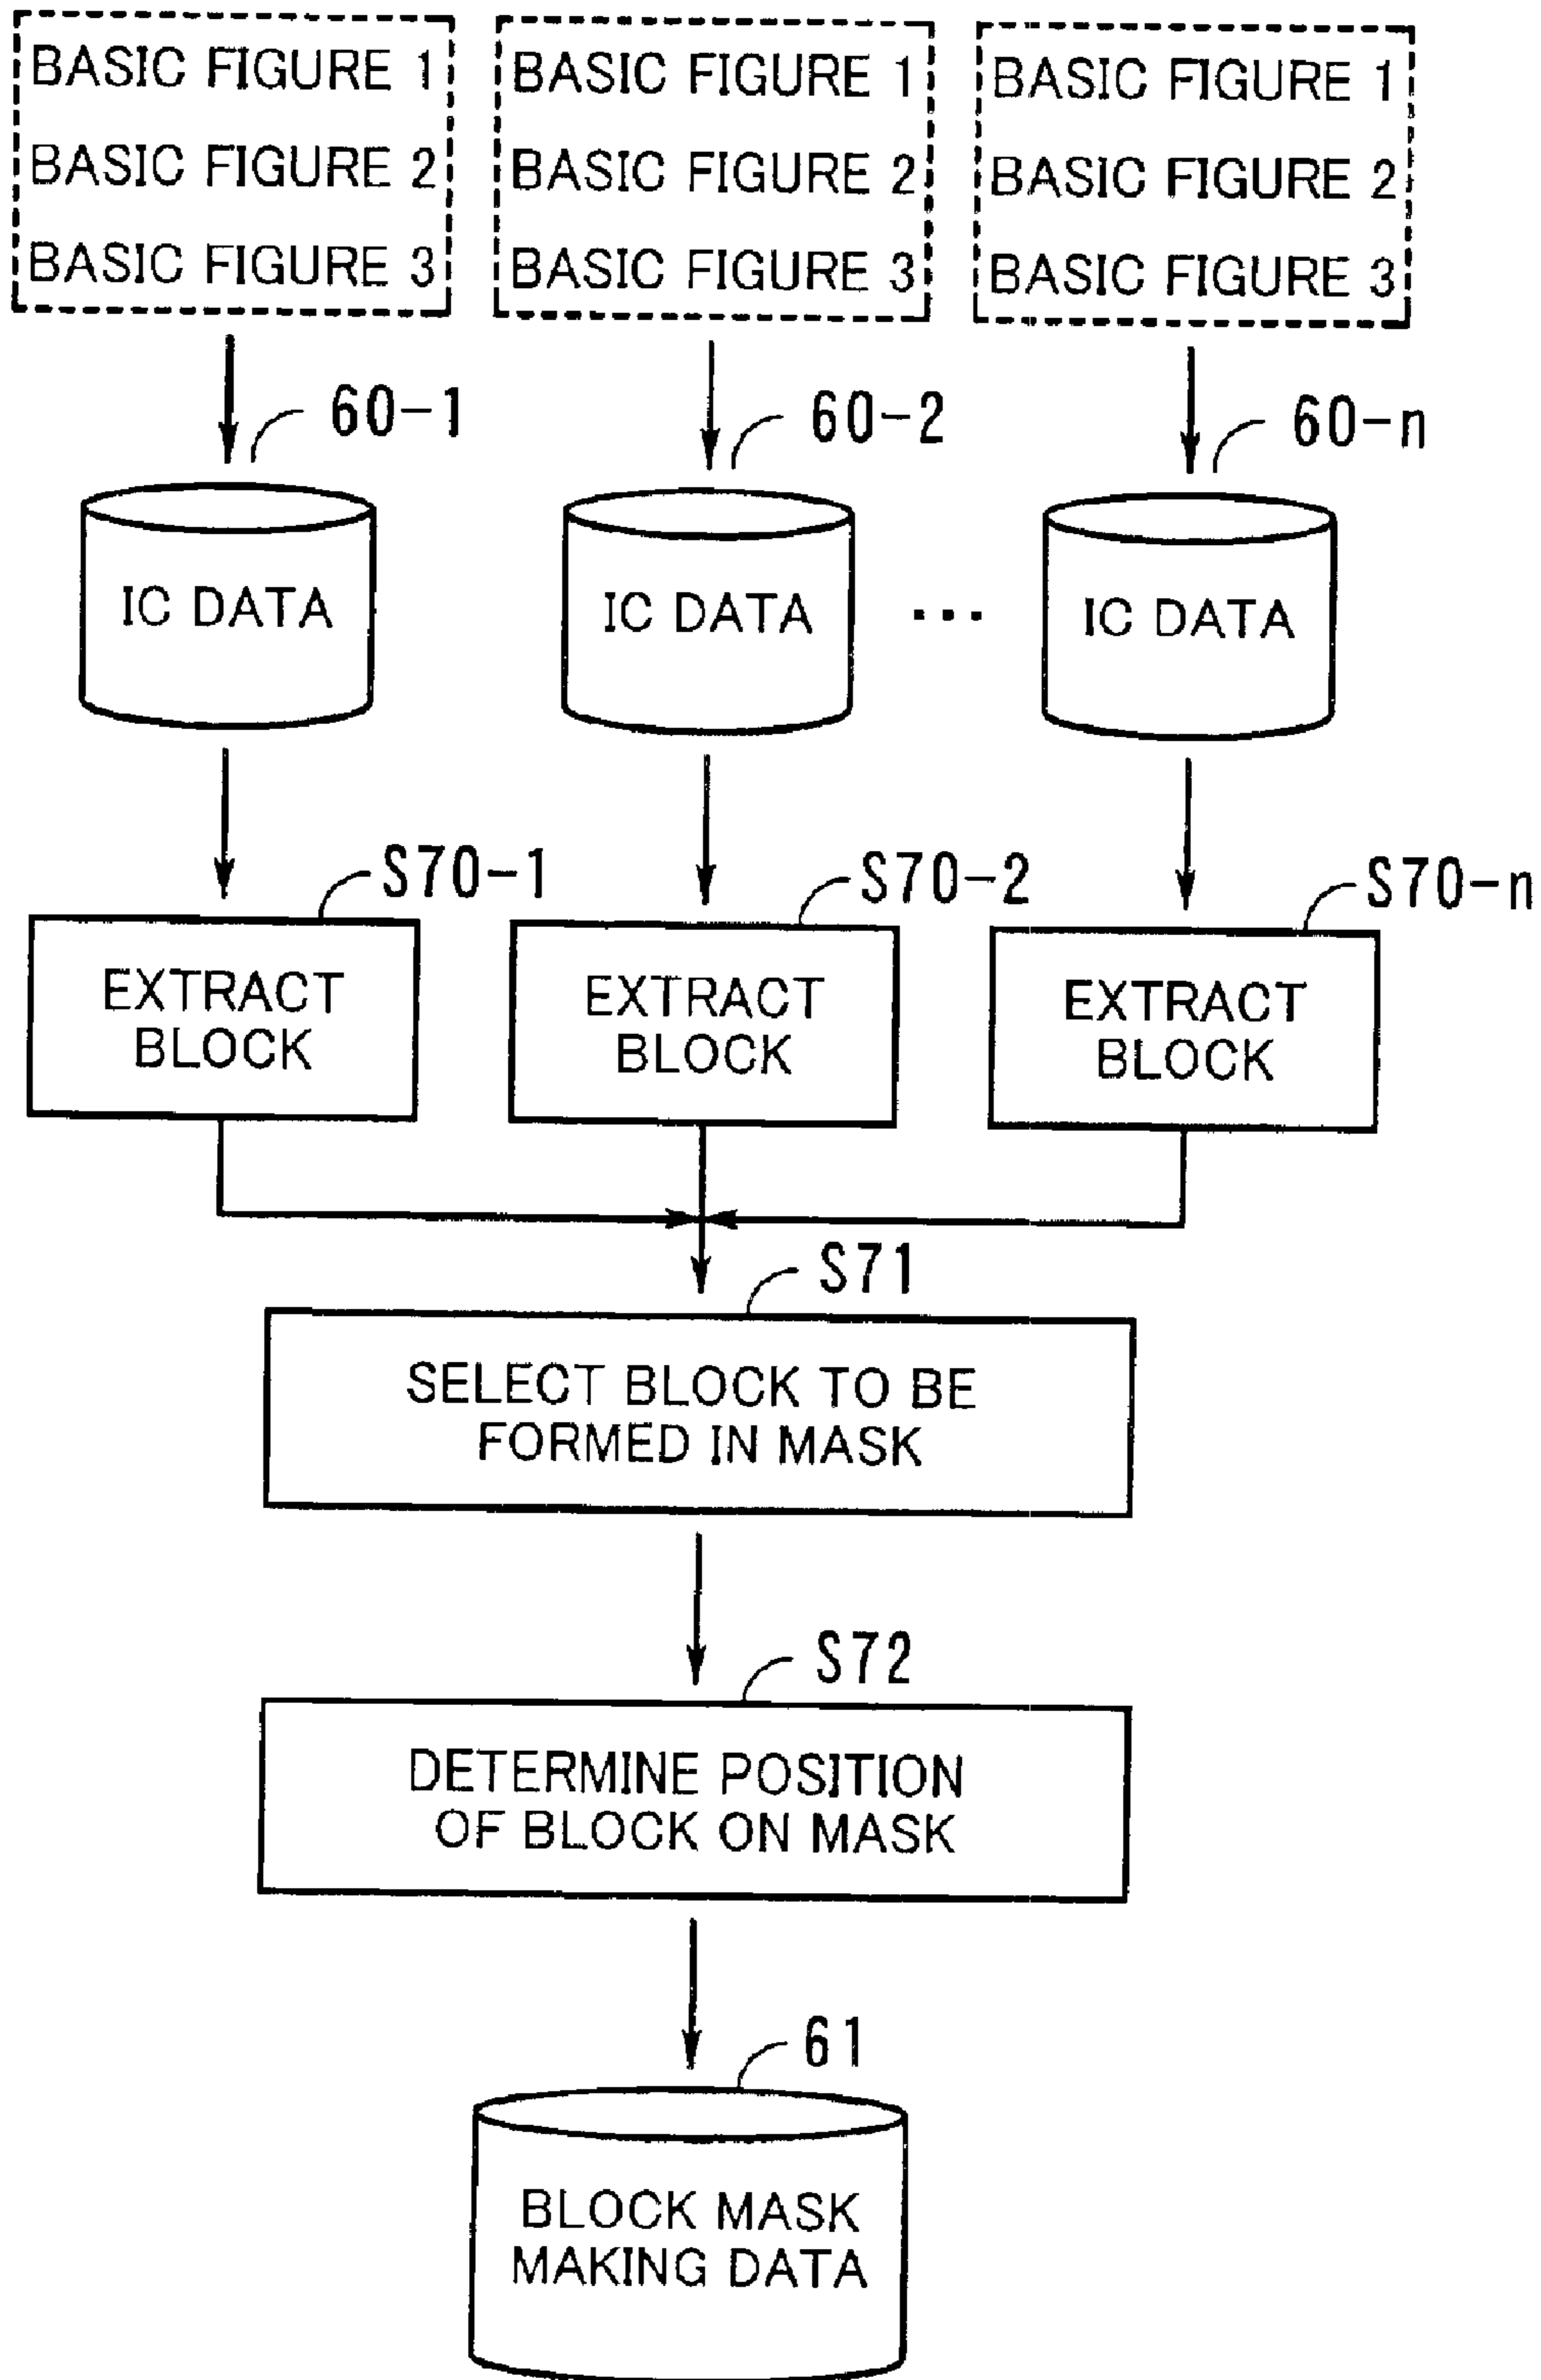 BASIC FIGURE 1
BASIC FIGURE 2
BASIC FIGURE 3
BASIC FIGURE 1
BASIC FIGURE 2
BASIC FIGURE 3
BASIC FIGURE 1
BASIC FIGURE 2
BASIC FIGURE 3
60-1
60-2
60-n
IC DATA
IC DATA
...
IC DATA
S70-1
S70-2
S70-n
EXTRACT
BLOCK
EXTRACT
BLOCK
EXTRACT
BLOCK
S71
SELECT BLOCK TO BE
FORMED IN MASK
S72
DETERMINE POSITION
OF BLOCK ON MASK
61
BLOCK MASK
MAKING DATA